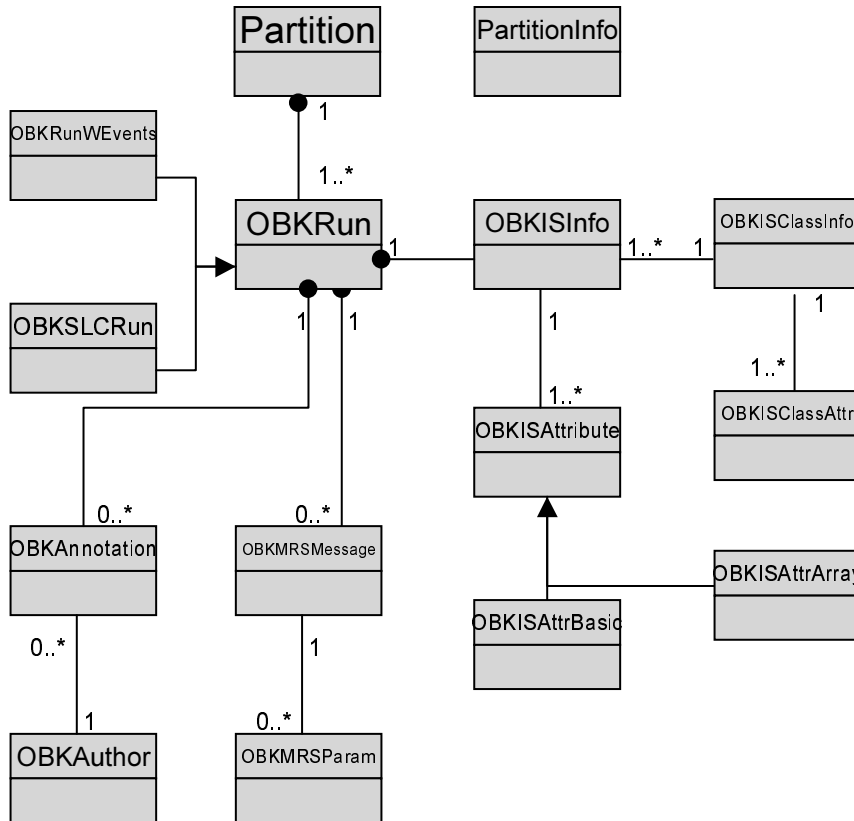 Partition
PartitionInfo
1
OBKRunWEvents
1..*
OBKRun
OBKISInfo
OBKISClassInfo
1
1..*
1
OBKSLCRun
1
1
1
1
1..*
1..*
OBKISAttribute
OBKISClassAttr
0..*
0..*
OBKAnnotation
OBKMRSMessage
OBKISAttrArray
OBKISAttrBasic
0..*
1
1
0..*
OBKAuthor
OBKMRSParam